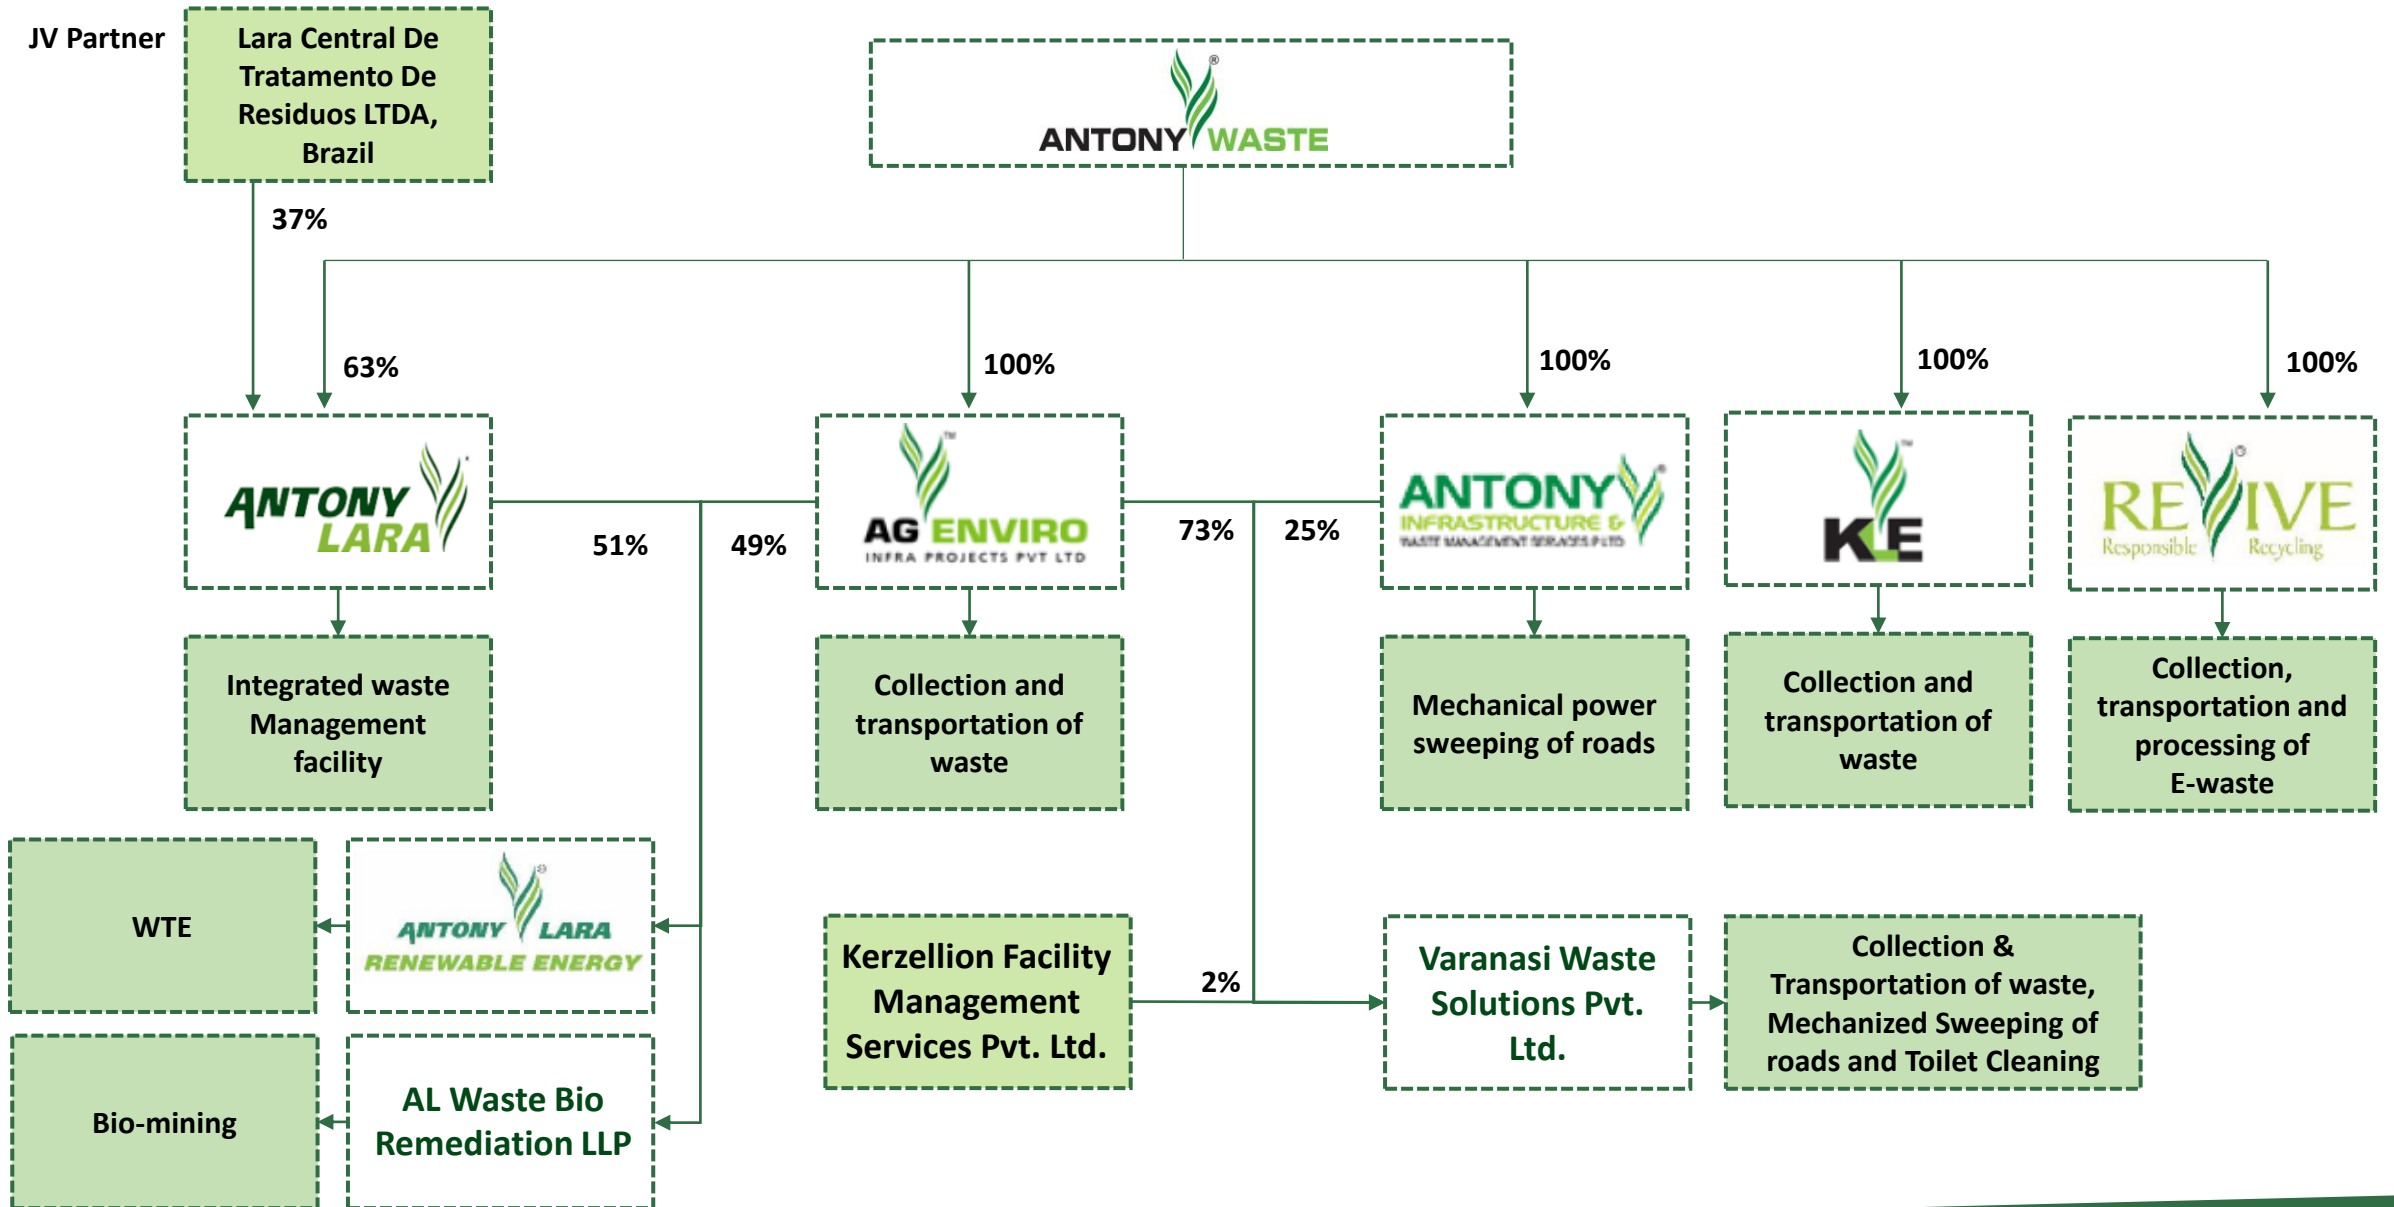 JV Partner
Lara Central De
Tratamento De
Residuos LTDA,
Brazil
ANTONY WASTE
37%
63%
100%
100%
100%
100%
ANTONY
LARA
51%
49%
AG ENVIRO
INFRA PROJECTS PVT LTD
73%
25%
ANTONY
INFRASTRUCTURE &
WASTE MANAGEMENT SERVICES P LTD
KLE
REVIVE
Responsible Recycling
Integrated waste
Management
facility
Collection and
transportation of
waste
Mechanical power
sweeping of roads
Collection and
transportation of
waste
Collection,
transportation and
processing of
E-waste
WTE
ANTONY LARA
RENEWABLE ENERGY
Kerzellion Facility
Management
Services Pvt. Ltd.
2%
Varanasi Waste
Solutions Pvt.
Ltd.
Collection &
Transportation of waste,
Mechanized Sweeping of
roads and Toilet Cleaning
Bio-mining
AL Waste Bio
Remediation LLP